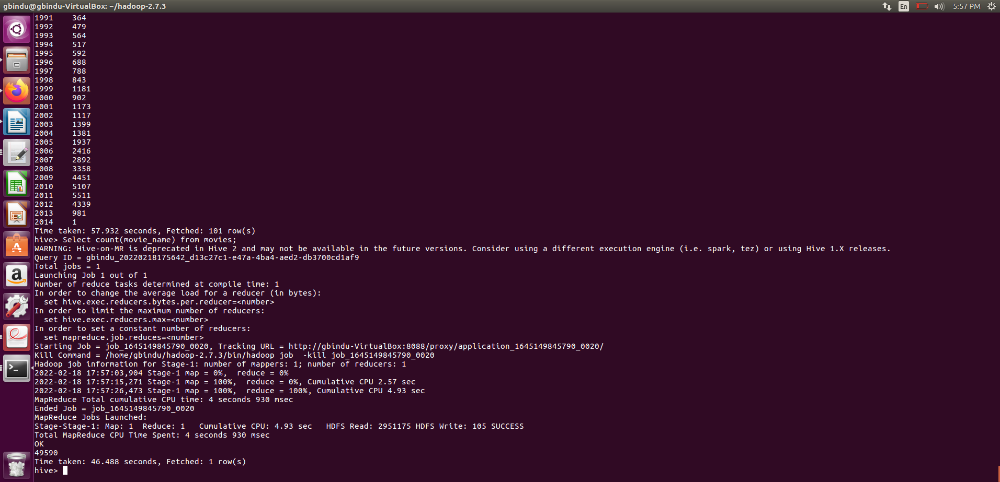 gbindu@gbindu-VirtualBox: ~/hadoop-2.7.3
En
5:57 PM
1991    364
1992    479
1993    564
1994    517
1995    592
1996    688
1997    788
1998    843
1999    1181
2000    902
2001    1173
2002    1117
2003    1399
2004    1381
2005    1937
2006    2416
2007    2892
2008    3358
2009    4451
2010    5107
2011    5511
2012    4339
2013    981
2014    1
Time taken: 57.932 seconds, Fetched: 101 row(s)
hive> Select count(movie_name) from movies;
WARNING: Hive-on-MR is deprecated in Hive 2 and may not be available in the future versions. Consider using a different execution engine (i.e. spark, tez) or using Hive 1.X releases.
Query ID = gbindu_20220218175642_d13c27c1-e47a-4ba4-aed2-db3700cd1af9
Total jobs = 1
Launching Job 1 out of 1
Number of reduce tasks determined at compile time: 1
In order to change the average load for a reducer (in bytes):
  set hive.exec.reducers.bytes.per.reducer=<number>
In order to limit the maximum number of reducers:
  set hive.exec.reducers.max=<number>
In order to set a constant number of reducers:
  set mapreduce.job.reduces=<number>
Starting Job = job_1645149845790_0020, Tracking URL = http://gbindu-VirtualBox:8088/proxy/application_1645149845790_0020/
Kill Command = /home/gbindu/hadoop-2.7.3/bin/hadoop job  -kill job_1645149845790_0020
Hadoop job information for Stage-1: number of mappers: 1; number of reducers: 1
2022-02-18 17:57:03,904 Stage-1 map = 0%,  reduce = 0%
2022-02-18 17:57:15,271 Stage-1 map = 100%,  reduce = 0%, Cumulative CPU 2.57 sec
2022-02-18 17:57:26,473 Stage-1 map = 100%,  reduce = 100%, Cumulative CPU 4.93 sec
MapReduce Total cumulative CPU time: 4 seconds 930 msec
Ended Job = job_1645149845790_0020
MapReduce Jobs Launched:
Stage-Stage-1: Map: 1  Reduce: 1   Cumulative CPU: 4.93 sec   HDFS Read: 2951175 HDFS Write: 105 SUCCESS
Total MapReduce CPU Time Spent: 4 seconds 930 msec
OK
49590
Time taken: 46.488 seconds, Fetched: 1 row(s)
hive>